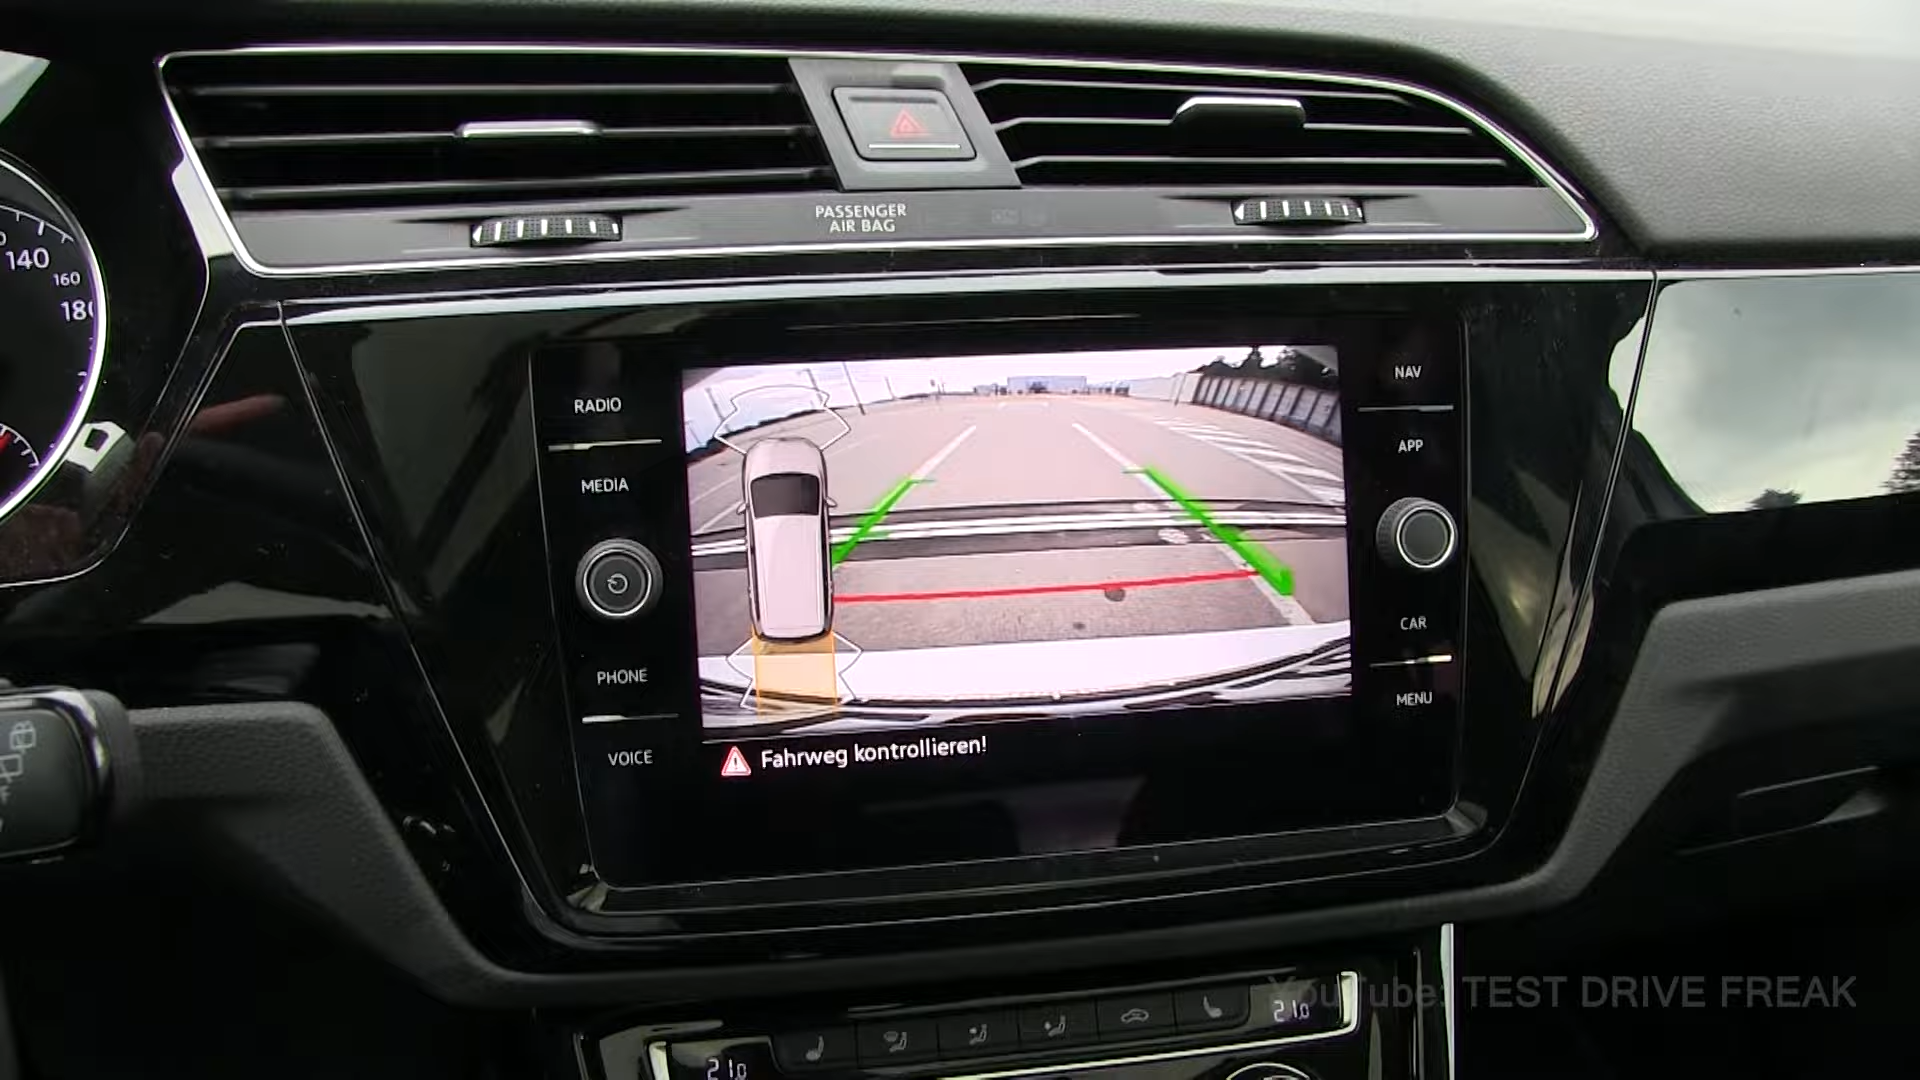 PASSENGER
AIR BAG
140
160
180
RADIO
MEDIA
PHONE
VOICE
NAV
APP
CAR
MENU
Fahrweg kontrollieren!
YouTube: TEST DRIVE FREAK
21.0
21.0